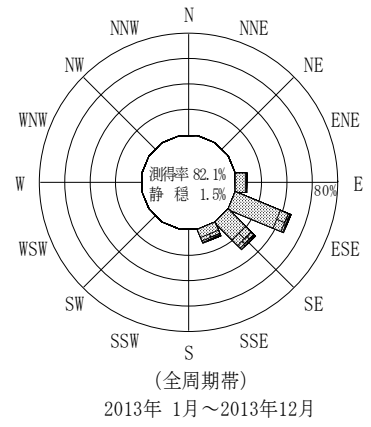 N
NNW NNE
NW NE
WNW ENE
測得率 82.1%
静 穏 1.5%
W 80% E
WSW ESE
SW SE
SSW SSE
S
(全周期帯)
2013年 1月～2013年12月